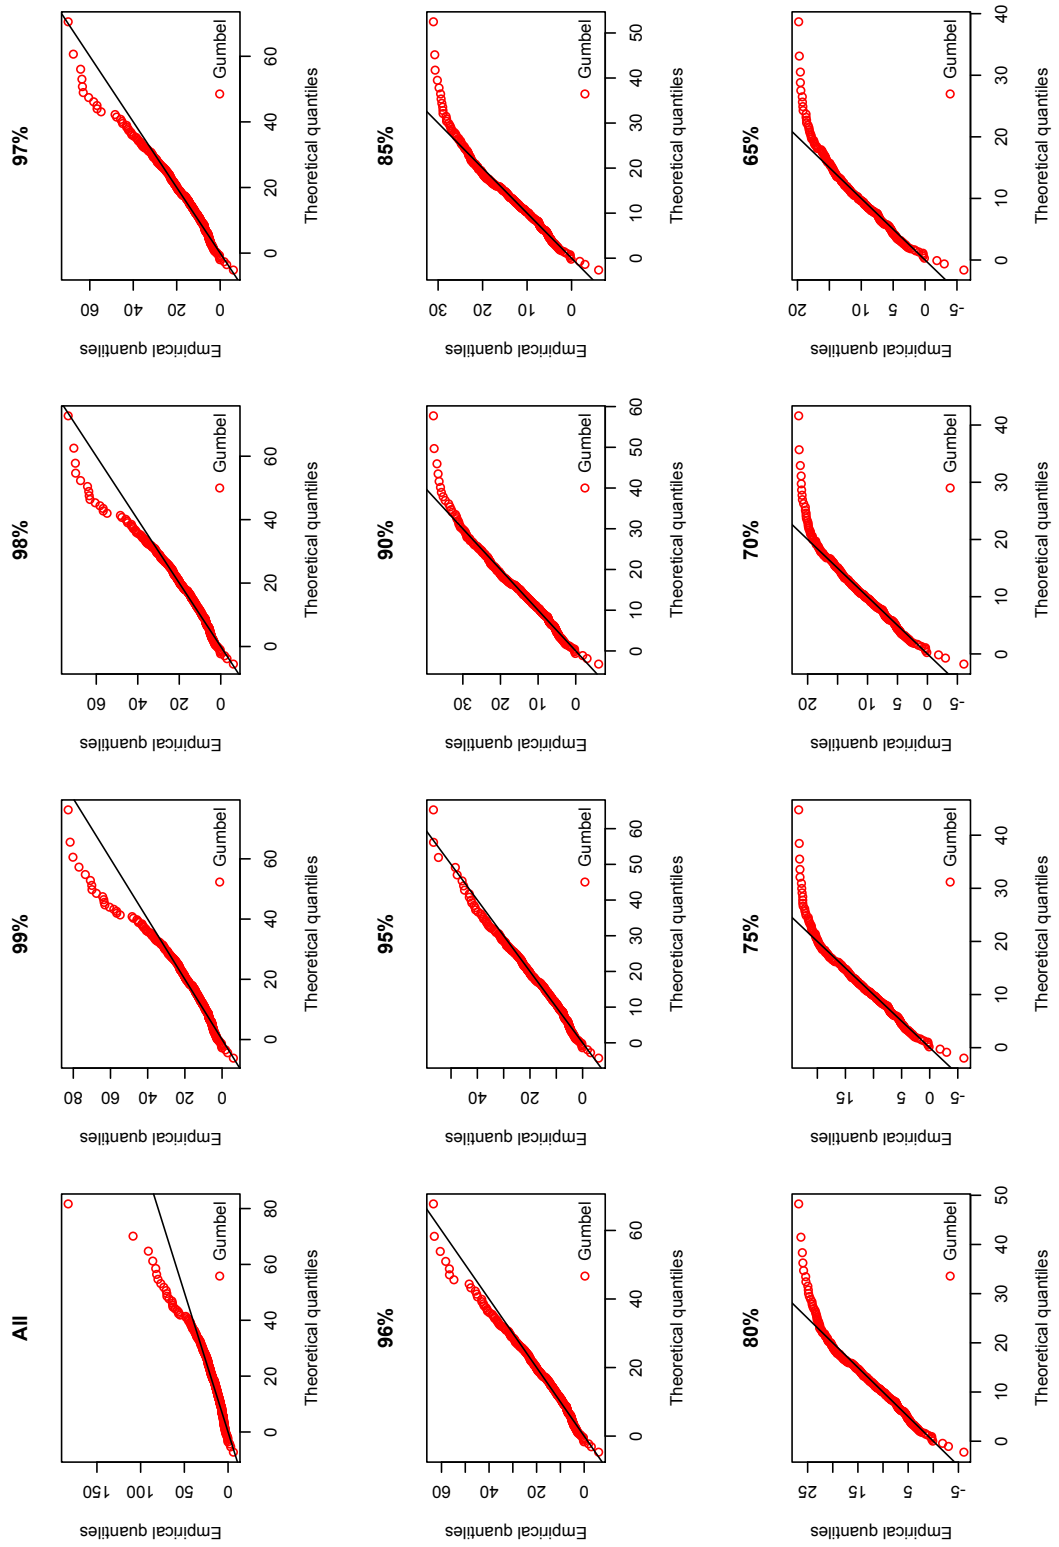 All
150
100
50
0
Empirical quantiles
Gumbel
0 20 40 60 80
Theoretical quantiles
99%
80
60
40
20
0
Empirical quantiles
Gumbel
0 20 40 60
Theoretical quantiles
98%
60
40
20
0
Empirical quantiles
Gumbel
0 20 40 60
Theoretical quantiles
97%
60
40
20
0
Empirical quantiles
Gumbel
0 20 40 60
Theoretical quantiles
96%
60
40
20
0
Empirical quantiles
Gumbel
0 20 40 60
Theoretical quantiles
95%
40
20
0
Empirical quantiles
Gumbel
0 10 20 30 40 50 60
Theoretical quantiles
90%
30
20
10
0
Empirical quantiles
Gumbel
0 10 20 30 40 50 60
Theoretical quantiles
85%
30
20
10
0
Empirical quantiles
Gumbel
0 10 20 30 40 50
Theoretical quantiles
80%
25
15
5
-5
Empirical quantiles
Gumbel
0 10 20 30 40 50
Theoretical quantiles
75%
15
5
0
-5
Empirical quantiles
Gumbel
0 10 20 30 40
Theoretical quantiles
70%
20
10
5
0
-5
Empirical quantiles
Gumbel
0 10 20 30 40
Theoretical quantiles
65%
20
10
5
0
-5
Empirical quantiles
Gumbel
0 10 20 30 40
Theoretical quantiles